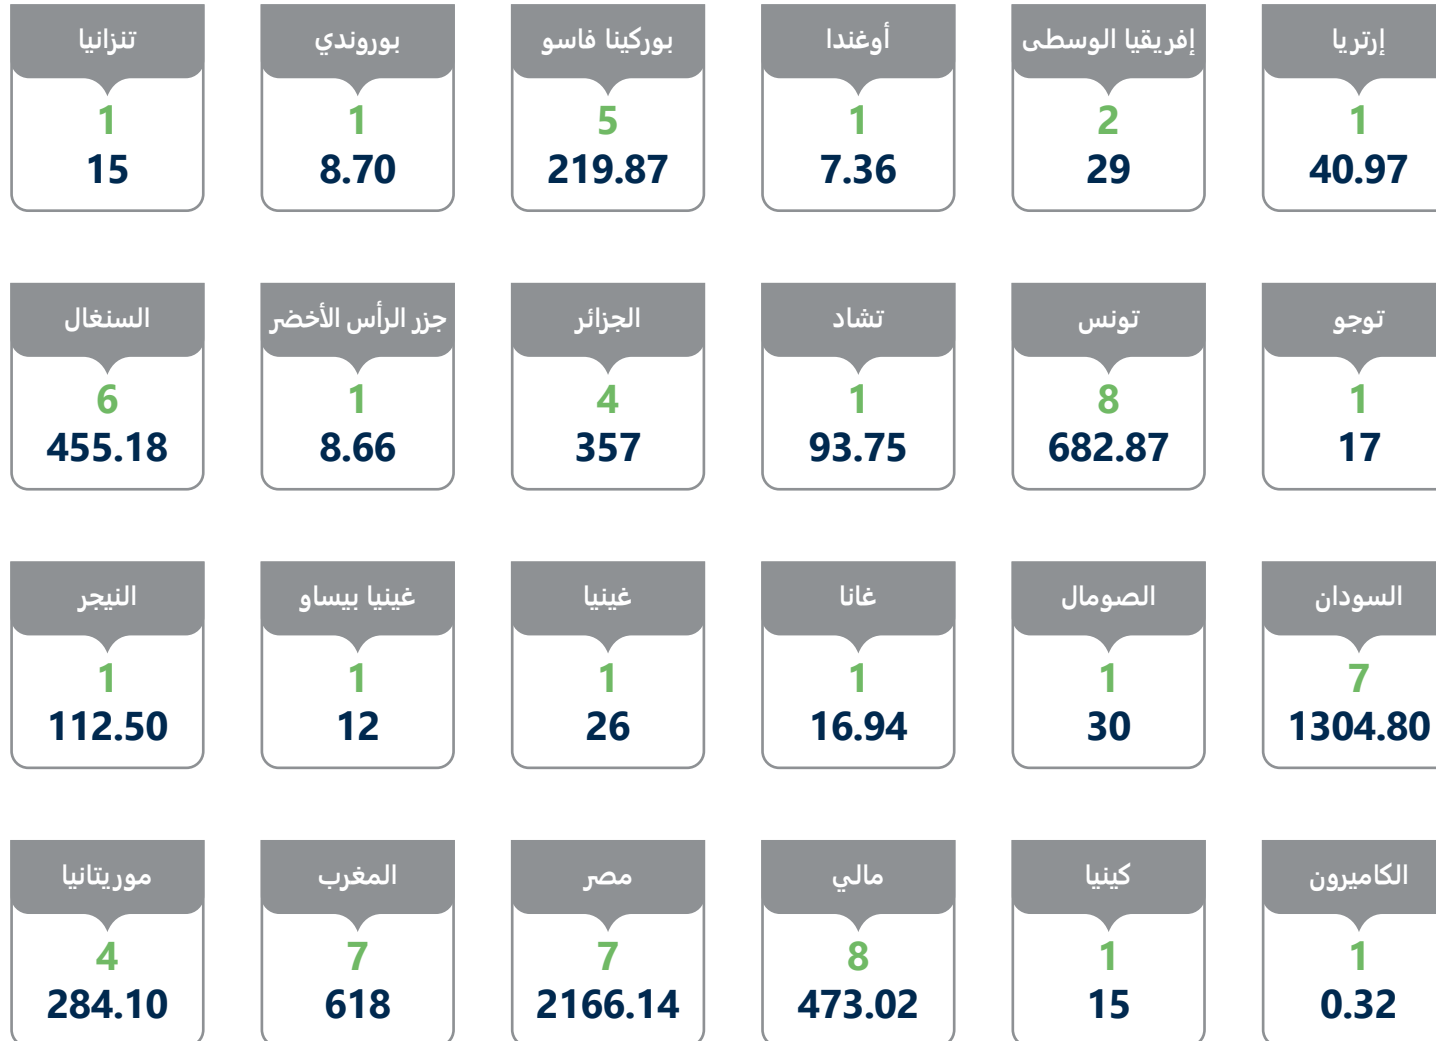 إرتريا
1
40.97
إفريقيا الوسطى
2
29
أوغندا
1
7.36
بوركينا فاسو
5
219.87
بوروندي
1
8.70
تنزانيا
1
15
توجو
1
17
تونس
8
682.87
تشاد
1
93.75
الجزائر
4
357
جزر الرأس الأخضر
1
8.66
السنغال
6
455.18
السودان
7
1304.80
الصومال
1
30
غانا
1
16.94
غينيا
1
26
غينيا بيساو
1
12
النيجر
1
112.50
الكاميرون
1
0.32
كينيا
1
15
مالي
8
473.02
مصر
7
2166.14
المغرب
7
618
موريتانيا
4
284.10